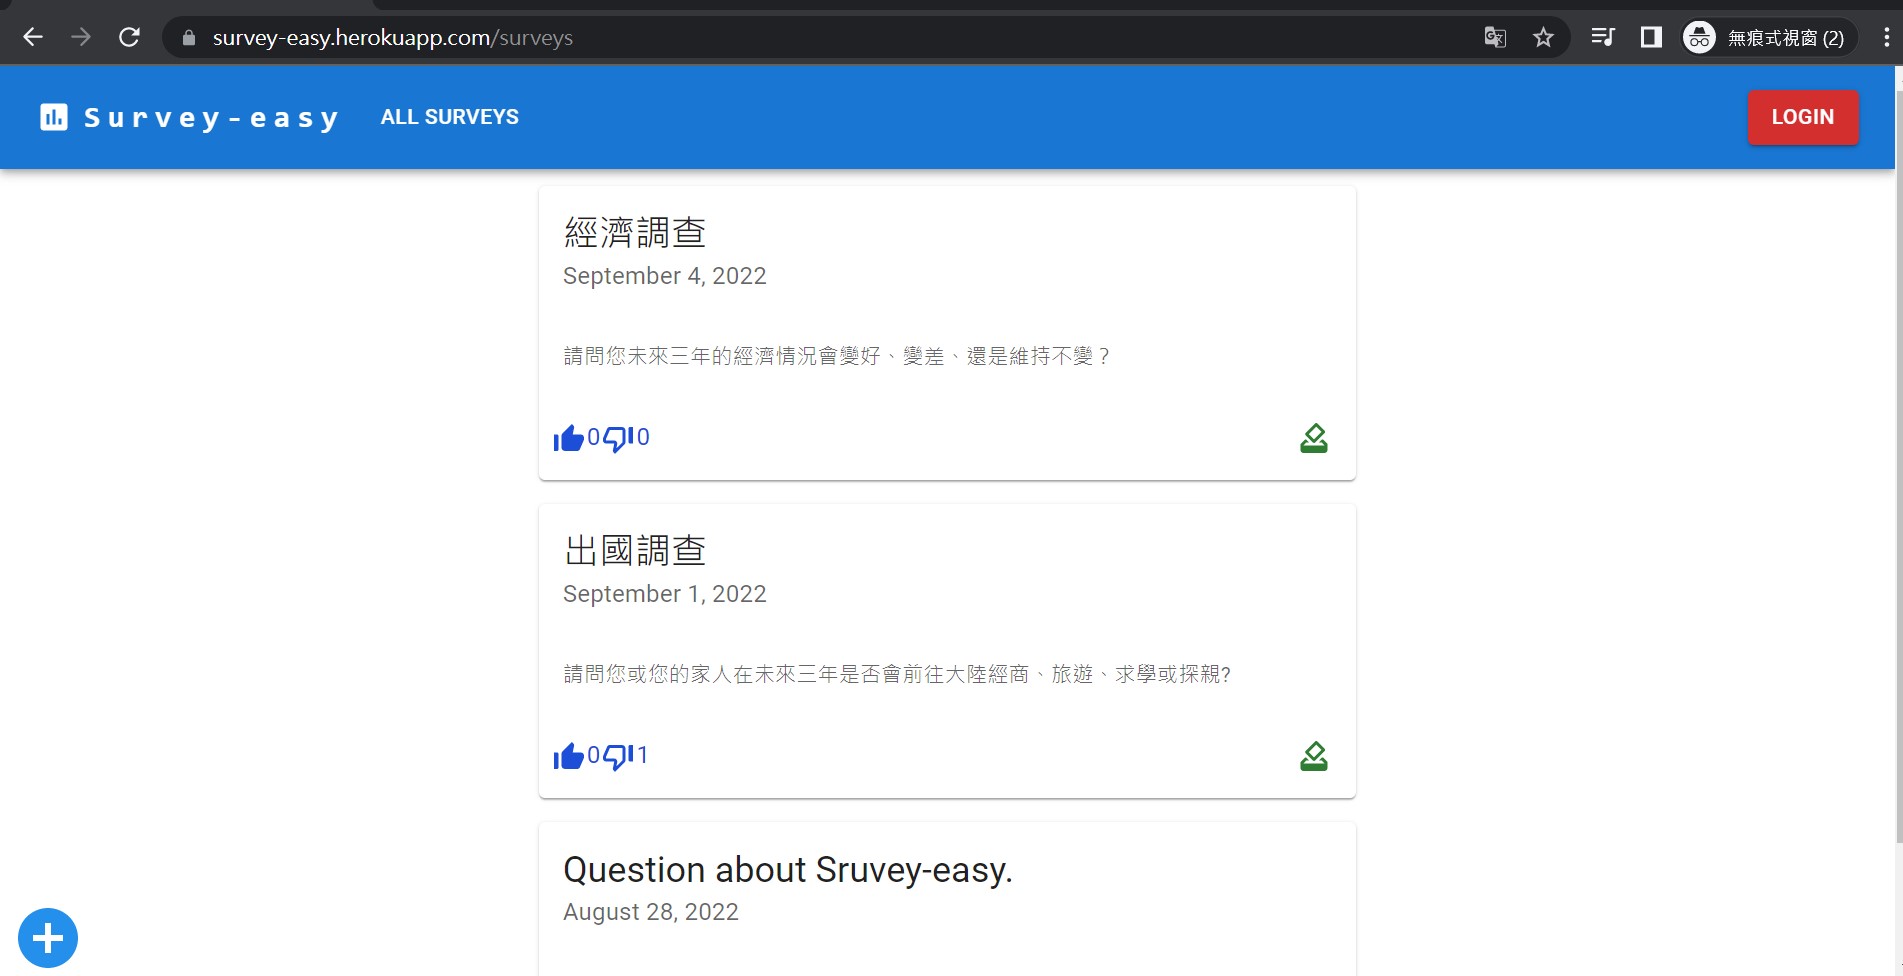 survey-easy.herokuapp.com/surveys
無痕式視窗 (2)
Survey-easy
ALL SURVEYS
LOGIN
經濟調查
September 4, 2022
請問您未來三年的經濟情況會變好、變差、還是維持不變？
0 0
出國調查
September 1, 2022
請問您或您的家人在未來三年是否會前往大陸經商、旅遊、求學或探親?
0 1
Question about Sruvey-easy.
August 28, 2022